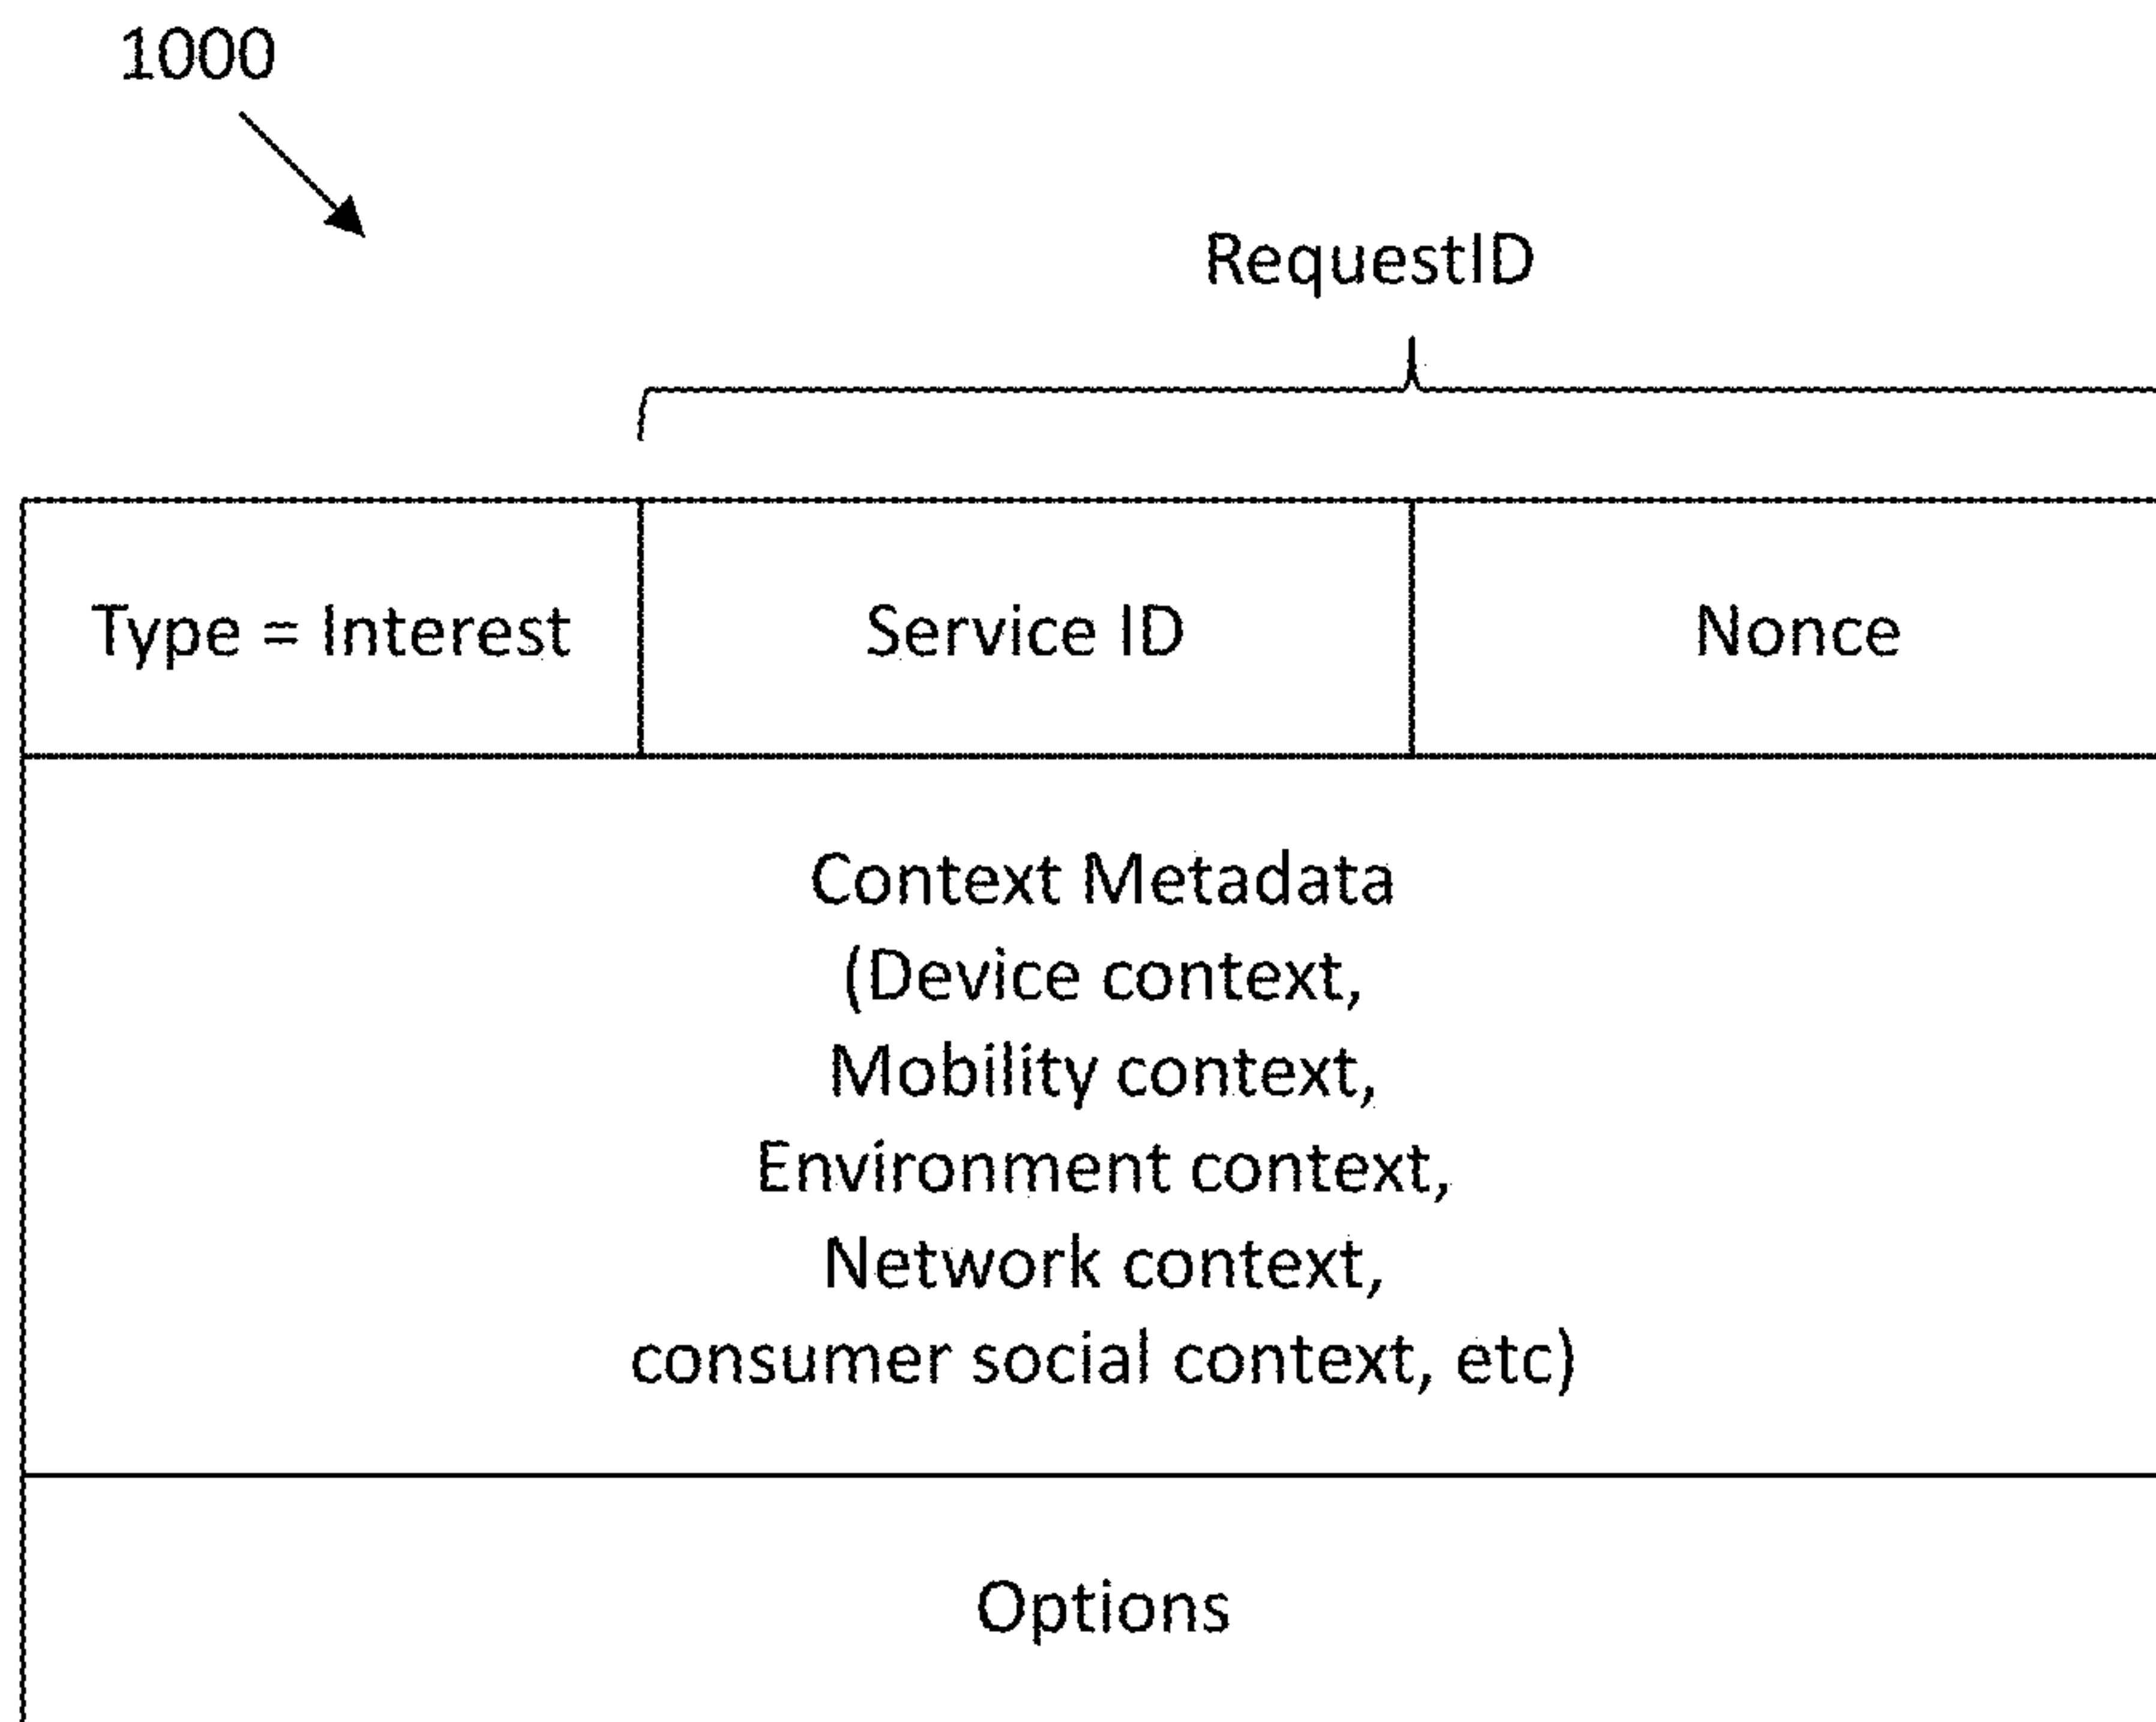 1000
RequestID
Type = Interest
Service ID
Nonce
Context Metadata
(Device context,
Mobility context,
Environment context,
Network context,
consumer social context, etc)
Options